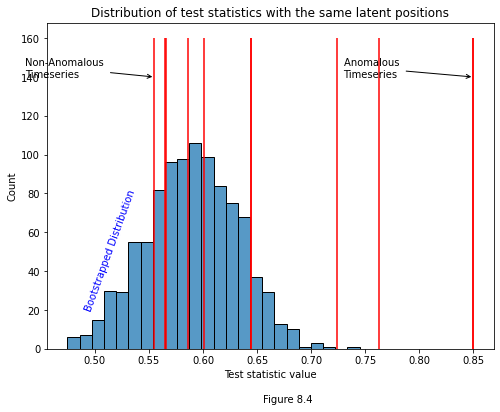 Distribution of test statistics with the same latent positions
160
140
120
100
80
60
40
20
0
Count
Non-Anomalous
Timeseries
Anomalous
Timeseries
Bootstrapped Distribution
0.50 0.55 0.60 0.65 0.70 0.75 0.80 0.85
Test statistic value
Figure 8.4